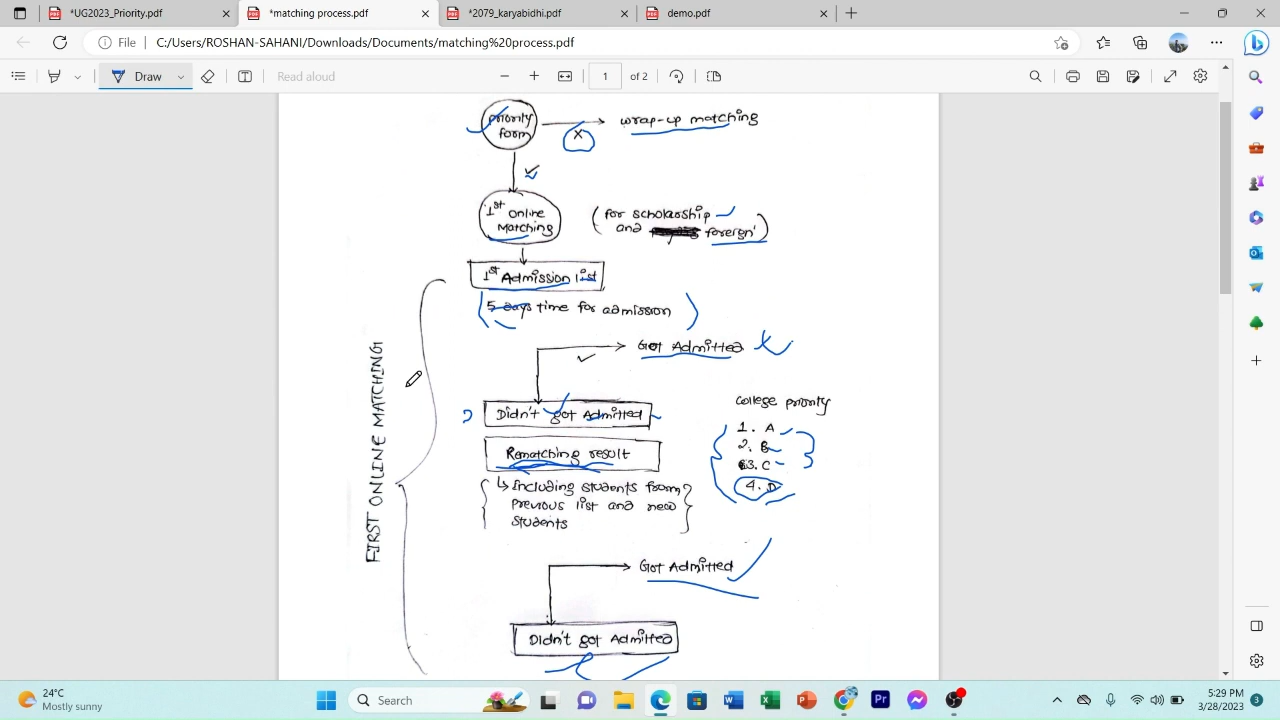 *UG2023_Priority.pdf
*matching process.pdf
*2079_karyabidhi.pdf
demo.pdf
File
C:/Users/ROSHAN-SAHANI/Downloads/Documents/matching%20process.pdf
Draw
Read aloud
1
of 2
priority
form
X
wrap-up matching
1st online
Matching
(for scholarship
and foreign)
1st Admission list
(5 days time for admission)
Got Admitted
Didn't got Admitted
Rematching result
Including students from
previous list and new
students
College priority
1. A
2. B
3. C
4. D
FIRST ONLINE MATCHING
Got Admitted
Didn't got Admitted
24°C
Mostly sunny
Search
5:29 PM
3/28/2023
3